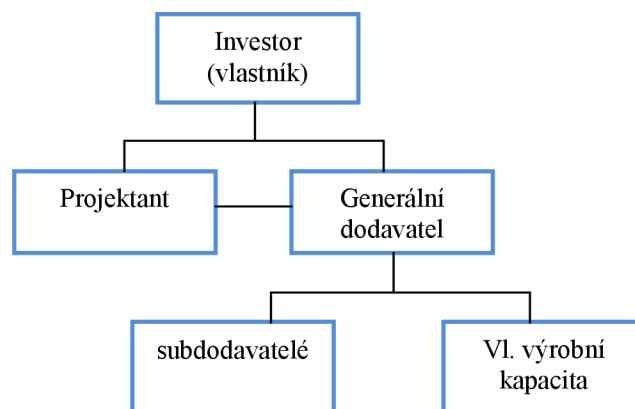 Investor
(vlastník)
Projektant
Generální
dodavatel
subdodavatelé
Vl. výrobní
kapacita